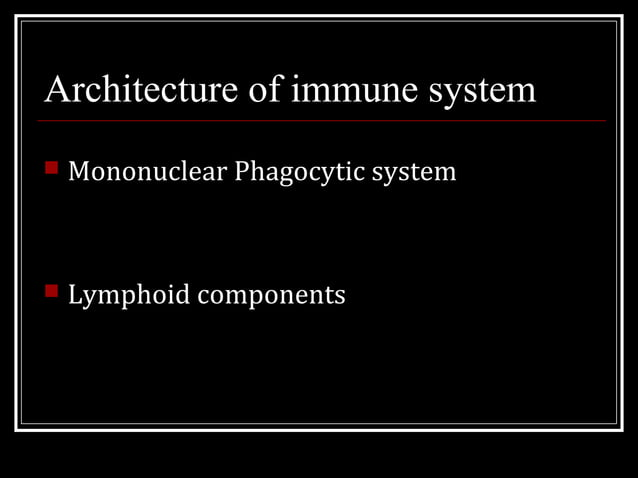 Architecture of immune system
Mononuclear Phagocytic system
Lymphoid components